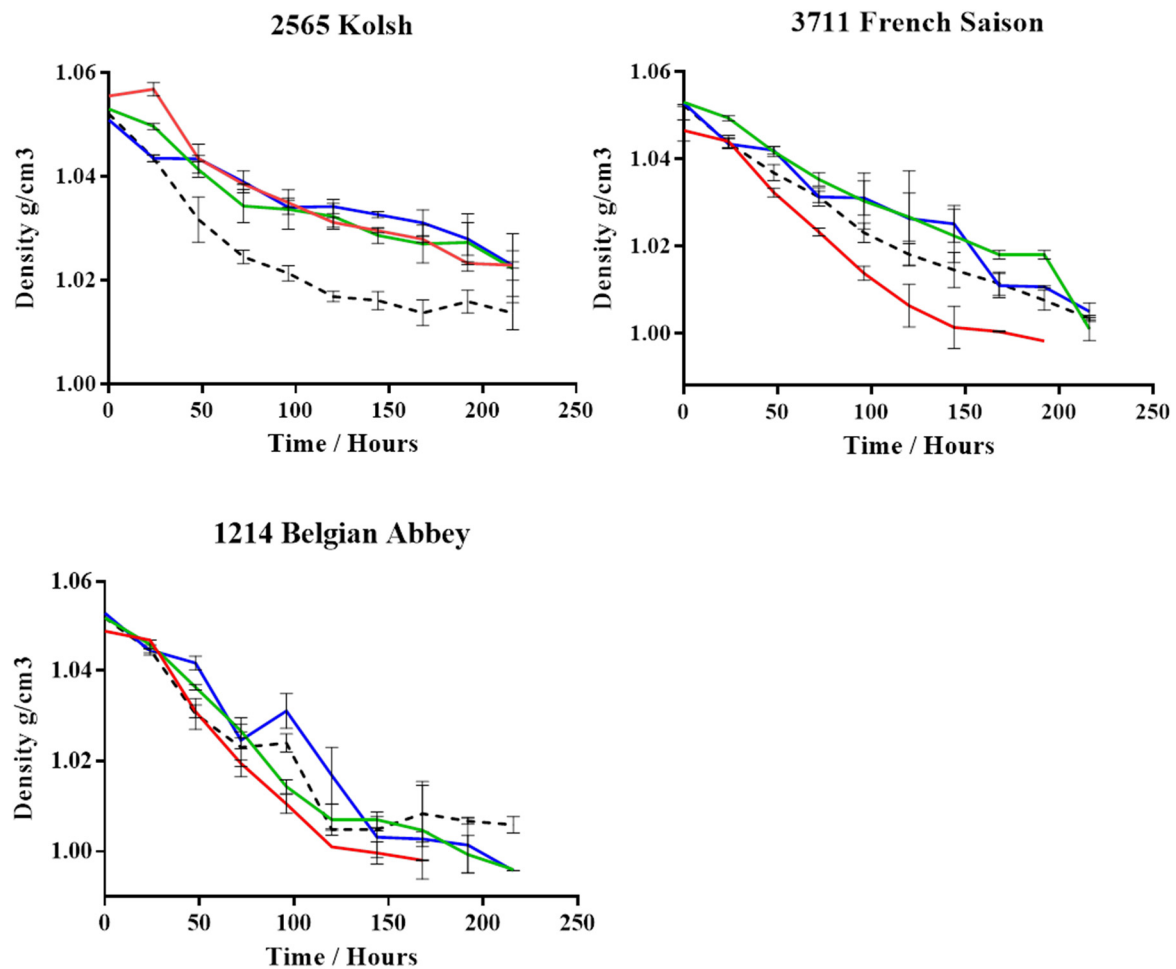 2565 Kolsh
1.06
1.04
1.02
1.00
Density g/cm3
0 50 100 150 200 250
Time / Hours
3711 French Saison
1.06
1.04
1.02
1.00
Density g/cm3
0 50 100 150 200 250
Time / Hours
1214 Belgian Abbey
1.06
1.04
1.02
1.00
Density g/cm3
0 50 100 150 200 250
Time / Hours